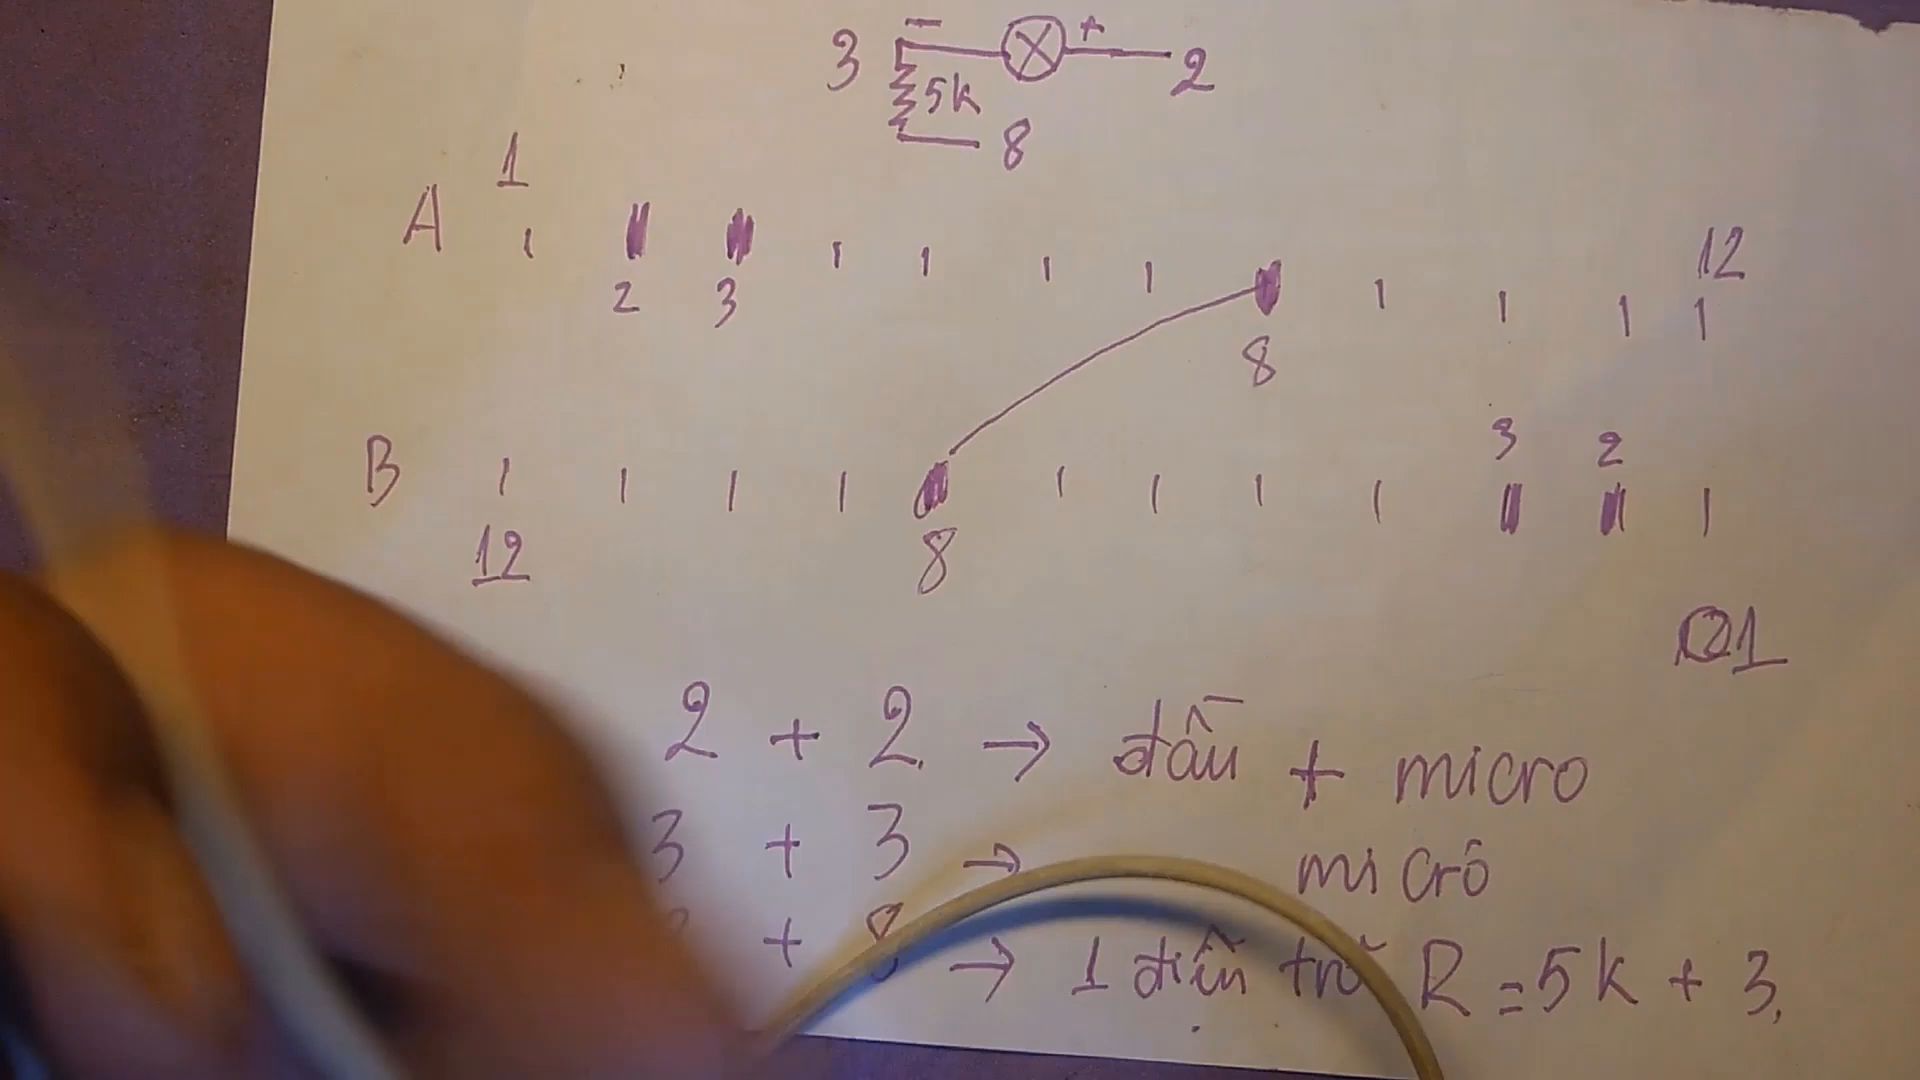 3 − + 2
5k
8
1
A
12
2 3
8
3 2
B
12 8
1
2 + 2 → đầu + micro
3 + 3 → micrô
+ 8 → 1 điện trở R = 5k + 3